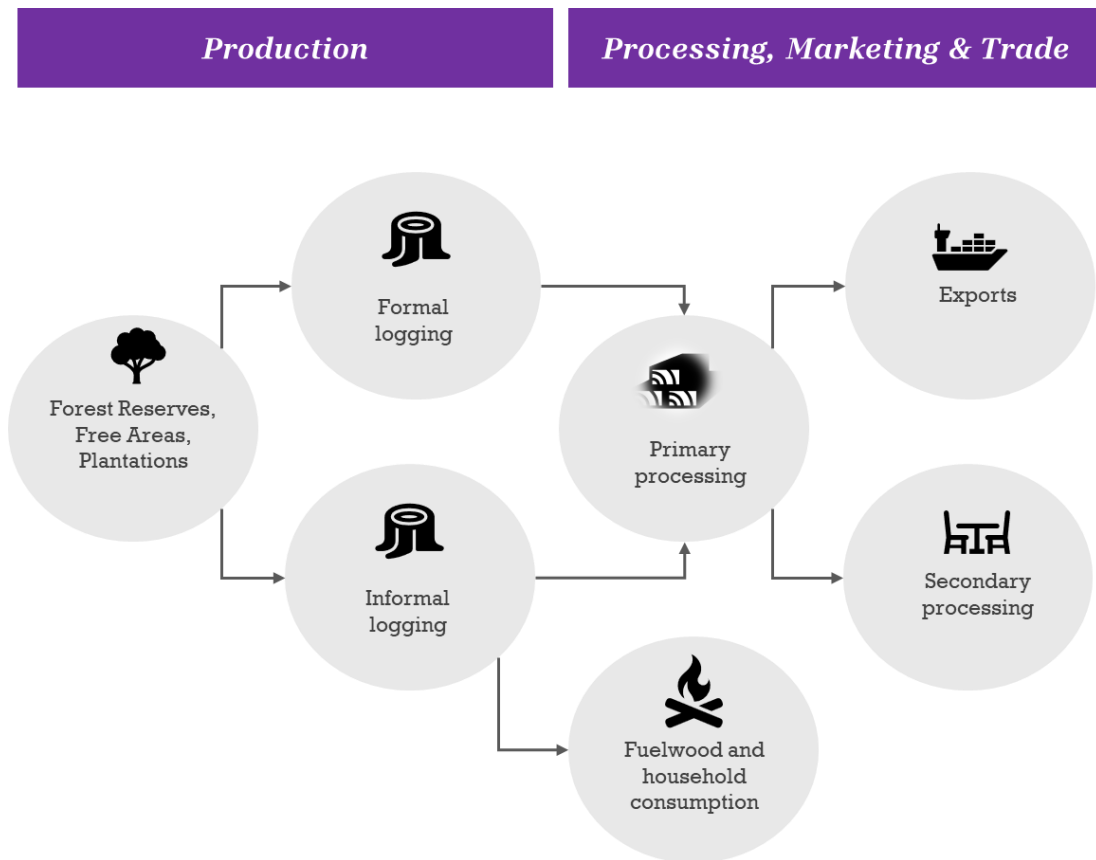 Production
Processing, Marketing & Trade
Formal
logging
Exports
Forest Reserves,
Free Areas,
Plantations
Primary
processing
Informal
logging
Secondary
processing
Fuelwood and
household
consumption